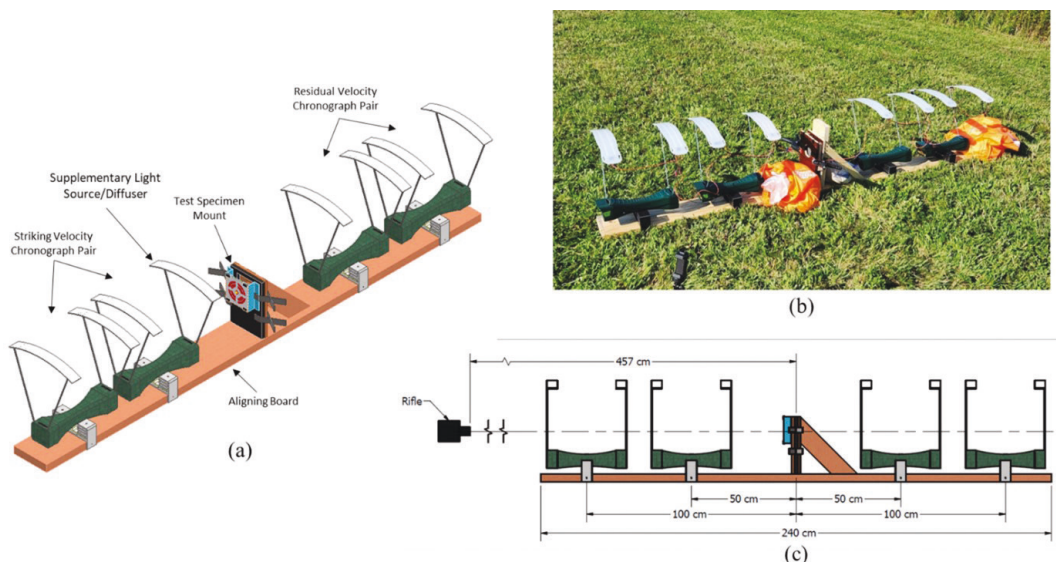 Residual Velocity
Chronograph Pair
Supplementary Light
Source/Diffuser
Test Specimen
Mount
Striking Velocity
Chronograph Pair
Aligning Board
(a)
(b)
457 cm
Rifle
50 cm
50 cm
100 cm
100 cm
240 cm
(c)